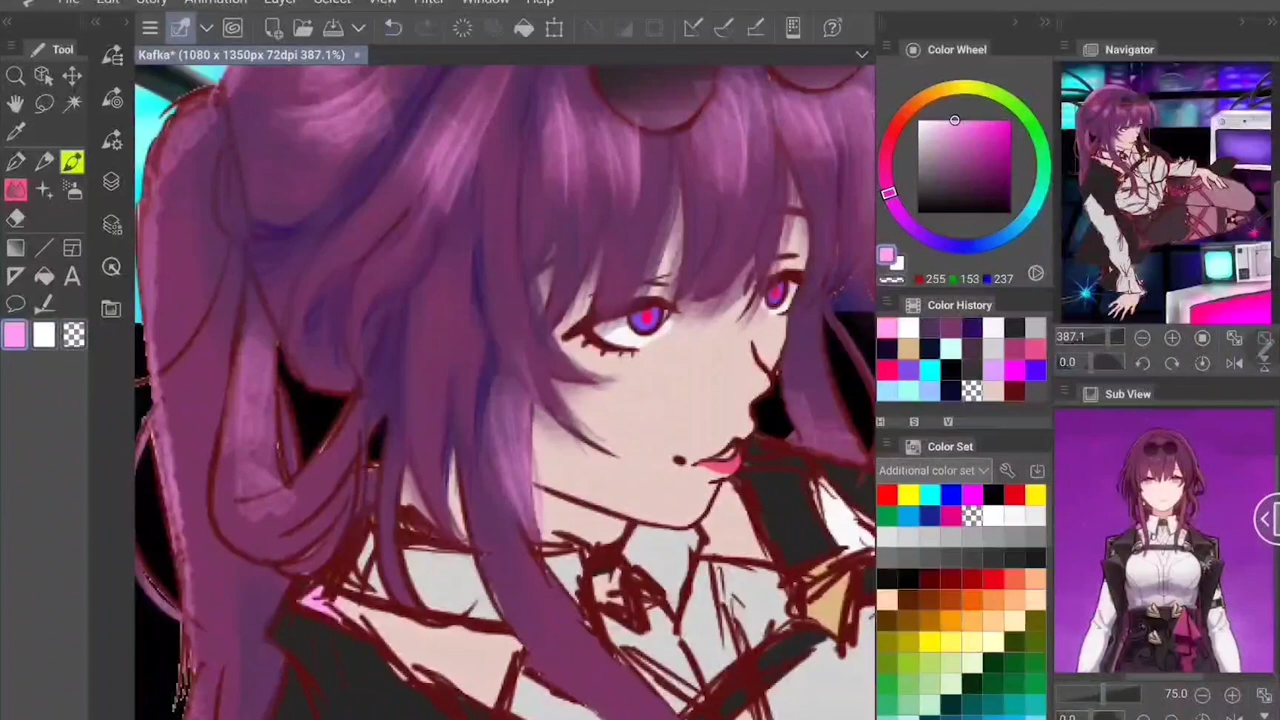 File Edit Story Animation Layer Select View Filter Window Help
Tool
Kafka* (1080 x 1350px 72dpi 387.1%)
Color Wheel
255 153 237
Color History
H S V
Color Set
Additional color set
Navigator
387.1
0.0
Sub View
75.0
0.0